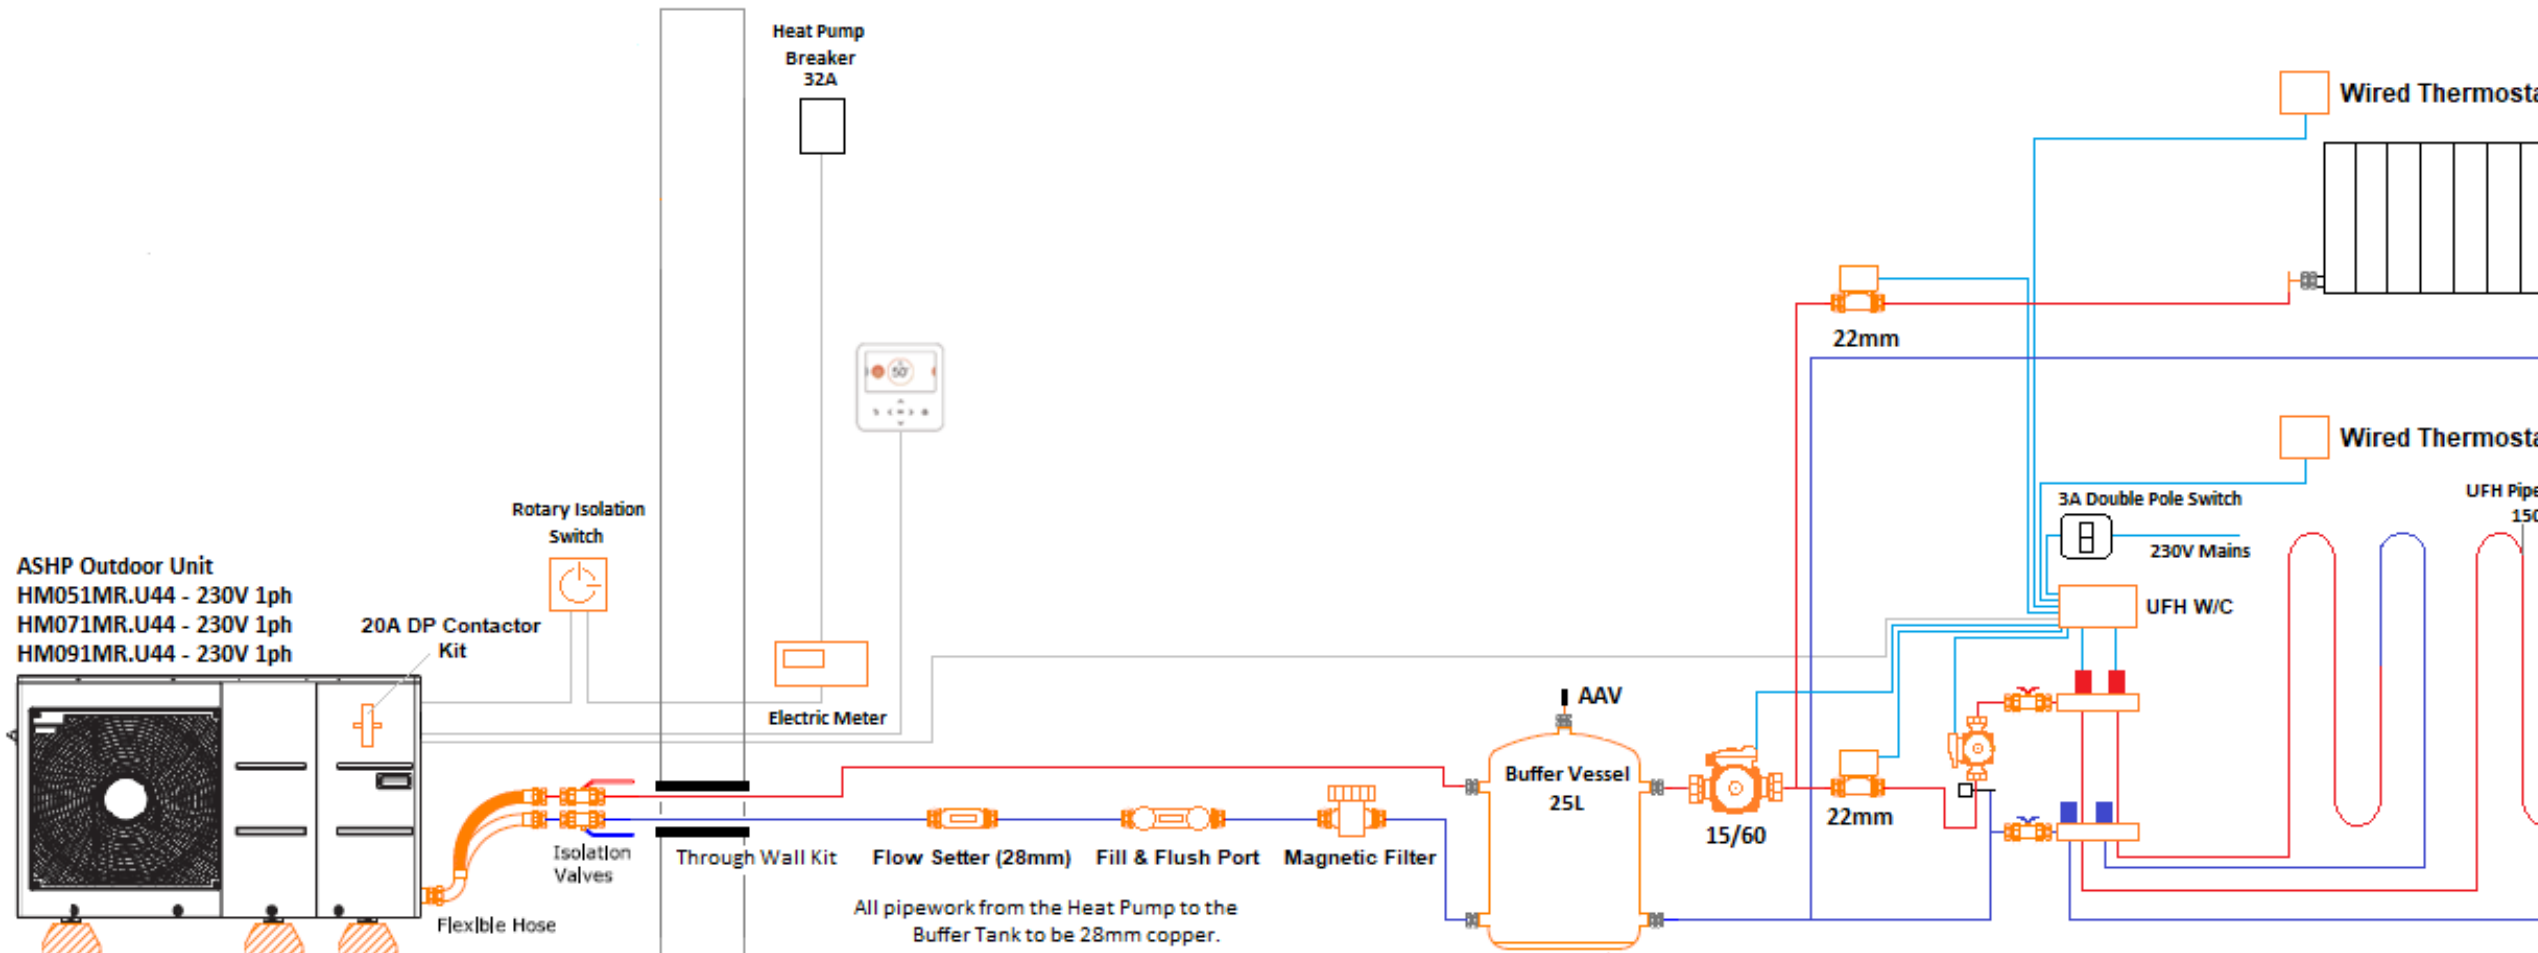 Heat Pump
Breaker
32A
Wired Thermosta
50°
22mm
Wired Thermosta
3A Double Pole Switch
230V Mains
UFH Pipe
150
Rotary Isolation
Switch
ASHP Outdoor Unit
HM051MR.U44 - 230V 1ph
HM071MR.U44 - 230V 1ph
HM091MR.U44 - 230V 1ph
20A DP Contactor
Kit
UFH W/C
Electric Meter
AAV
Buffer Vessel
25L
15/60
22mm
Isolation
Valves
Through Wall Kit
Flow Setter (28mm)
Fill & Flush Port
Magnetic Filter
Flexible Hose
All pipework from the Heat Pump to the
Buffer Tank to be 28mm copper.